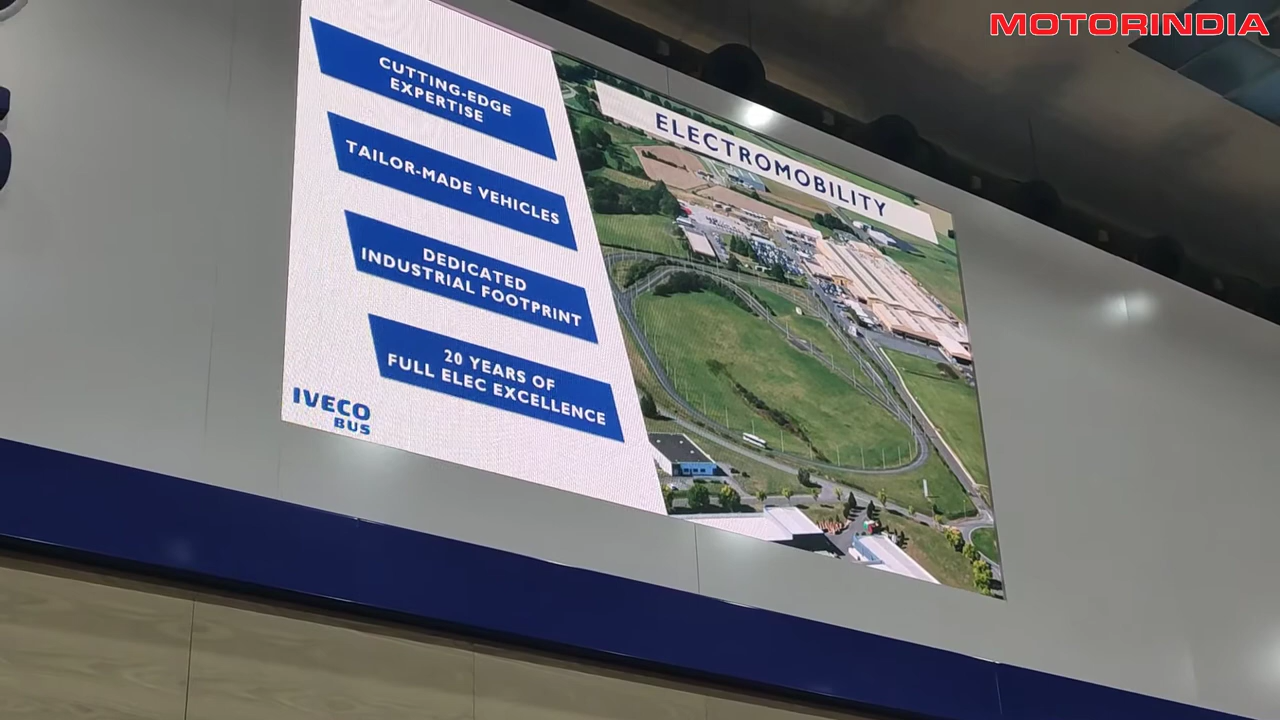 MOTORINDIA
CUTTING-EDGE
EXPERTISE
TAILOR-MADE VEHICLES
DEDICATED
INDUSTRIAL FOOTPRINT
20 YEARS OF
FULL ELEC EXCELLENCE
IVECO
BUS
ELECTROMOBILITY